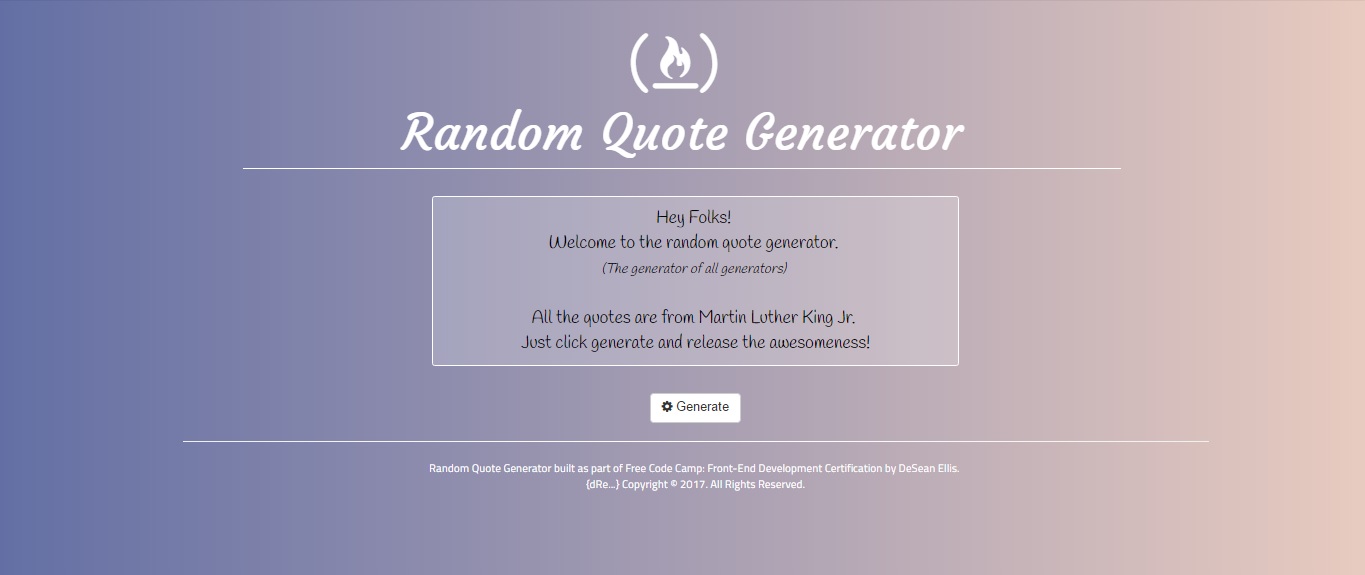 Random Quote Generator
Hey Folks!
Welcome to the random quote generator.
(The generator of all generators)
All the quotes are from Martin Luther King Jr.
Just click generate and release the awesomeness!
Generate
Random Quote Generator built as part of Free Code Camp: Front-End Development Certification by DeSean Ellis.
{dRe...} Copyright © 2017. All Rights Reserved.